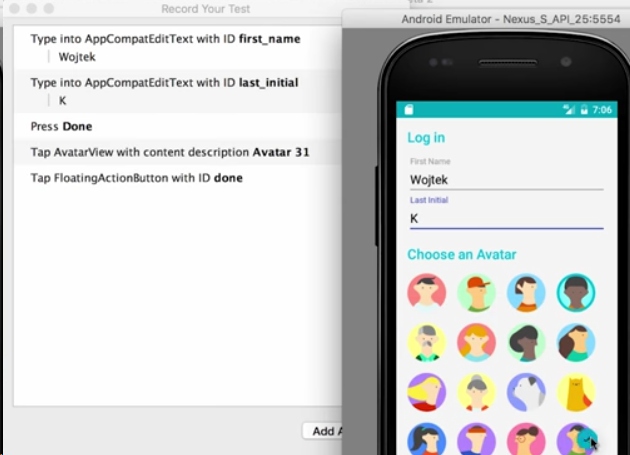 Record Your Test
Type into AppCompatEditText with ID first_name
Wojtek
Type into AppCompatEditText with ID last_initial
K
Press Done
Tap AvatarView with content description Avatar 31
Tap FloatingActionButton with ID done
Add A
Android Emulator - Nexus_S_API_25:5554
7:06
Log in
First Name
Wojtek
Last Initial
K
Choose an Avatar